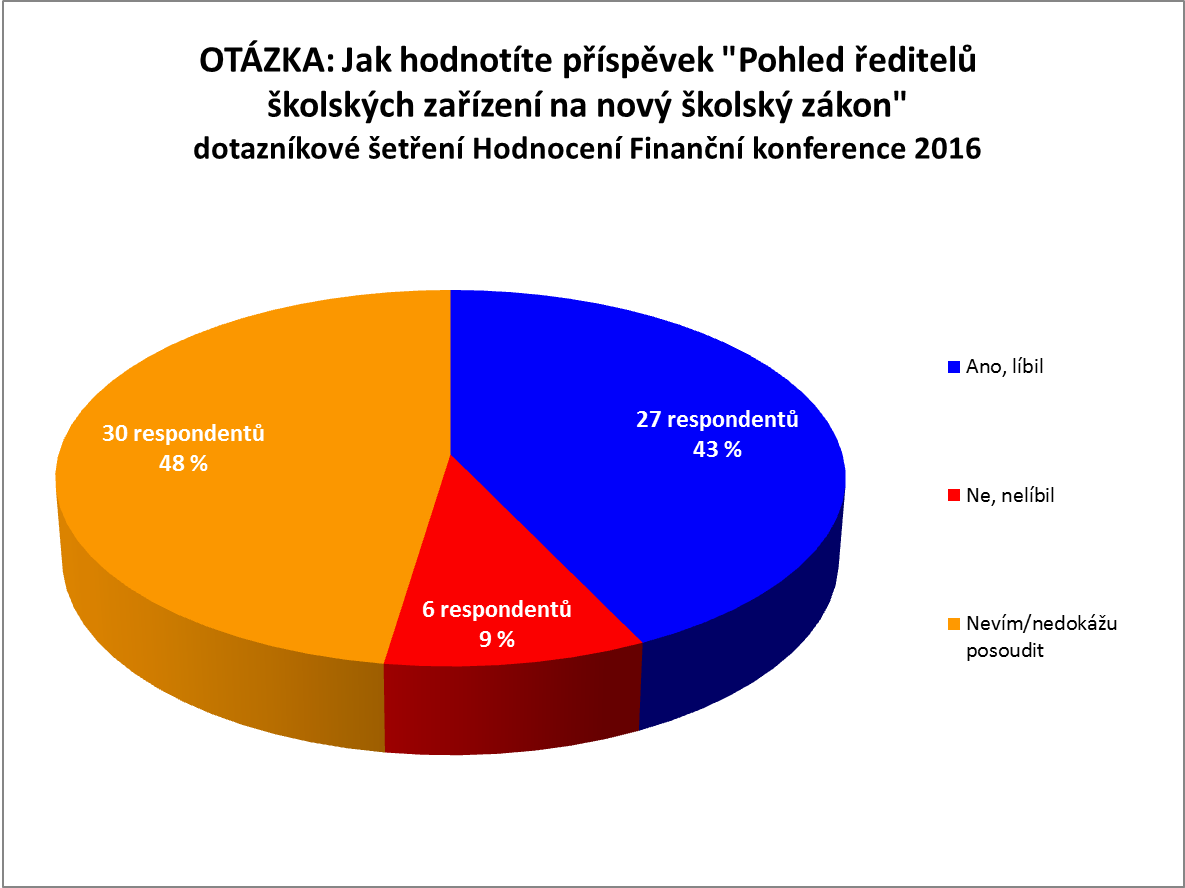 OTÁZKA: Jak hodnotíte příspěvek "Pohled ředitelů
školských zařízení na nový školský zákon"
dotazníkové šetření Hodnocení Finanční konference 2016
27 respondentů
43 %
30 respondentů
48 %
6 respondentů
9 %
Ano, líbil
Ne, nelíbil
Nevím/nedokážu
posoudit